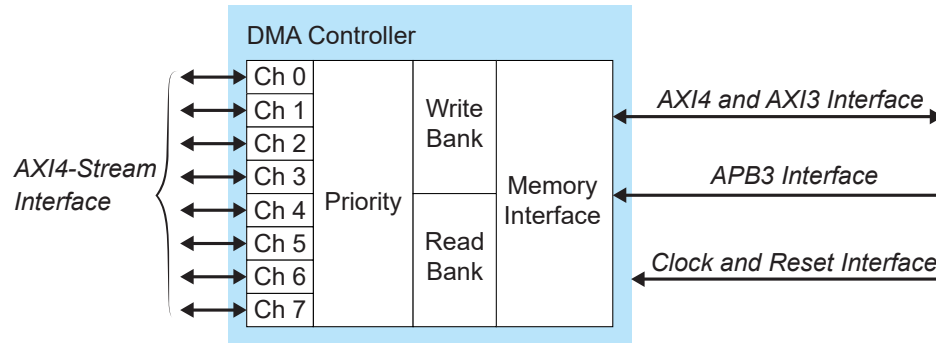 DMA Controller
Ch 0
Ch 1
Ch 2
Ch 3
Ch 4
Ch 5
Ch 6
Ch 7
AXI4-Stream
Interface
Priority
Write
Bank
Read
Bank
Memory
Interface
AXI4 and AXI3 Interface
APB3 Interface
Clock and Reset Interface